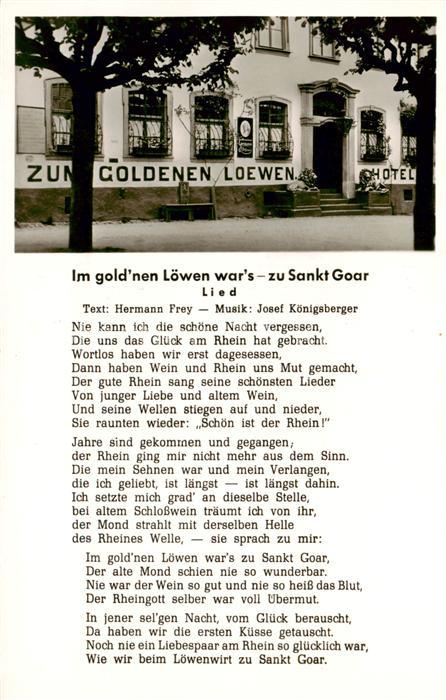 ZUM GOLDENEN LOEWEN HOTEL
Im gold'nen Löwen war's – zu Sankt Goar
Lied
Text: Hermann Frey — Musik: Josef Königsberger
Nie kann ich die schöne Nacht vergessen,
Die uns das Glück am Rhein hat gebracht.
Wortlos haben wir erst dagesessen,
Dann haben Wein und Rhein uns Mut gemacht,
Der gute Rhein sang seine schönsten Lieder
Von junger Liebe und altem Wein,
Und seine Wellen stiegen auf und nieder,
Sie raunten wieder: „Schön ist der Rhein!"
Jahre sind gekommen und gegangen;
der Rhein ging mir nicht mehr aus dem Sinn.
Die mein Sehnen war und mein Verlangen,
die ich geliebt, ist längst — ist längst dahin.
Ich setzte mich grad' an dieselbe Stelle,
bei altem Schloßwein träumt ich von ihr,
der Mond strahlt mit derselben Helle
des Rheines Welle, — sie sprach zu mir:
Im gold'nen Löwen war's zu Sankt Goar,
Der alte Mond schien nie so wunderbar.
Nie war der Wein so gut und nie so heiß das Blut,
Der Rheingott selber war voll Übermut.
In jener sel'gen Nacht, vom Glück berauscht,
Da haben wir die ersten Küsse getauscht.
Noch nie ein Liebespaar am Rhein so glücklich war,
Wie wir beim Löwenwirt zu Sankt Goar.